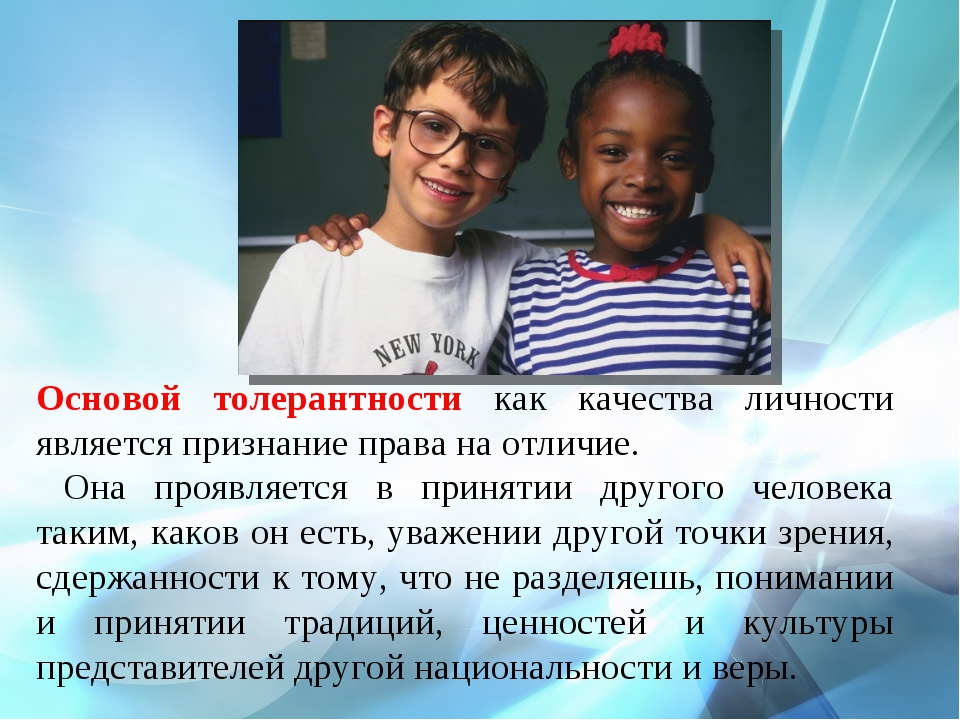 NEW YORK
Основой толерантности как качества личности
является признание права на отличие.
Она проявляется в принятии другого человека
таким, каков он есть, уважении другой точки зрения,
сдержанности к тому, что не разделяешь, понимании
и принятии традиций, ценностей и культуры
представителей другой национальности и веры.